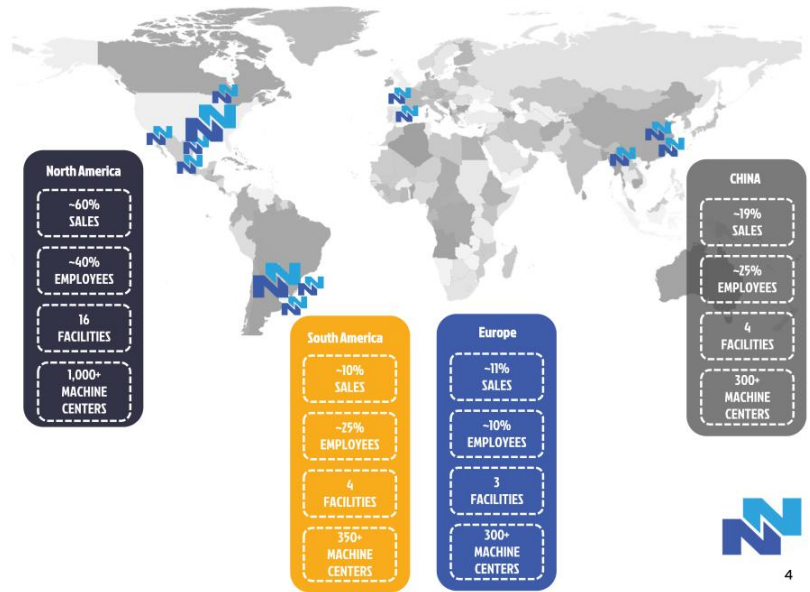 North America
~60%
SALES
~40%
EMPLOYEES
16
FACILITIES
1,000+
MACHINE
CENTERS
South America
~10%
SALES
~25%
EMPLOYEES
4
FACILITIES
350+
MACHINE
CENTERS
Europe
~11%
SALES
~10%
EMPLOYEES
3
FACILITIES
300+
MACHINE
CENTERS
CHINA
~19%
SALES
~25%
EMPLOYEES
4
FACILITIES
300+
MACHINE
CENTERS
NN
4